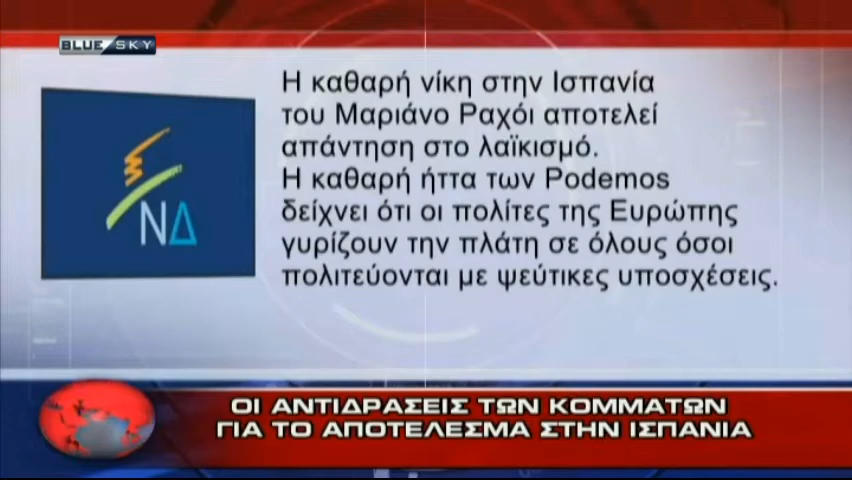 BLUE SKY
Η καθαρή νίκη στην Ισπανία
του Μαριάνο Ραχόι αποτελεί
απάντηση στο λαϊκισμό.
Η καθαρή ήττα των Podemos
δείχνει ότι οι πολίτες της Ευρώπης
γυρίζουν την πλάτη σε όλους όσοι
πολιτεύονται με ψεύτικες υποσχέσεις.
ΝΔ
ΟΙ ΑΝΤΙΔΡΑΣΕΙΣ ΤΩΝ ΚΟΜΜΑΤΩΝ
ΓΙΑ ΤΟ ΑΠΟΤΕΛΕΣΜΑ ΣΤΗΝ ΙΣΠΑΝΙΑ